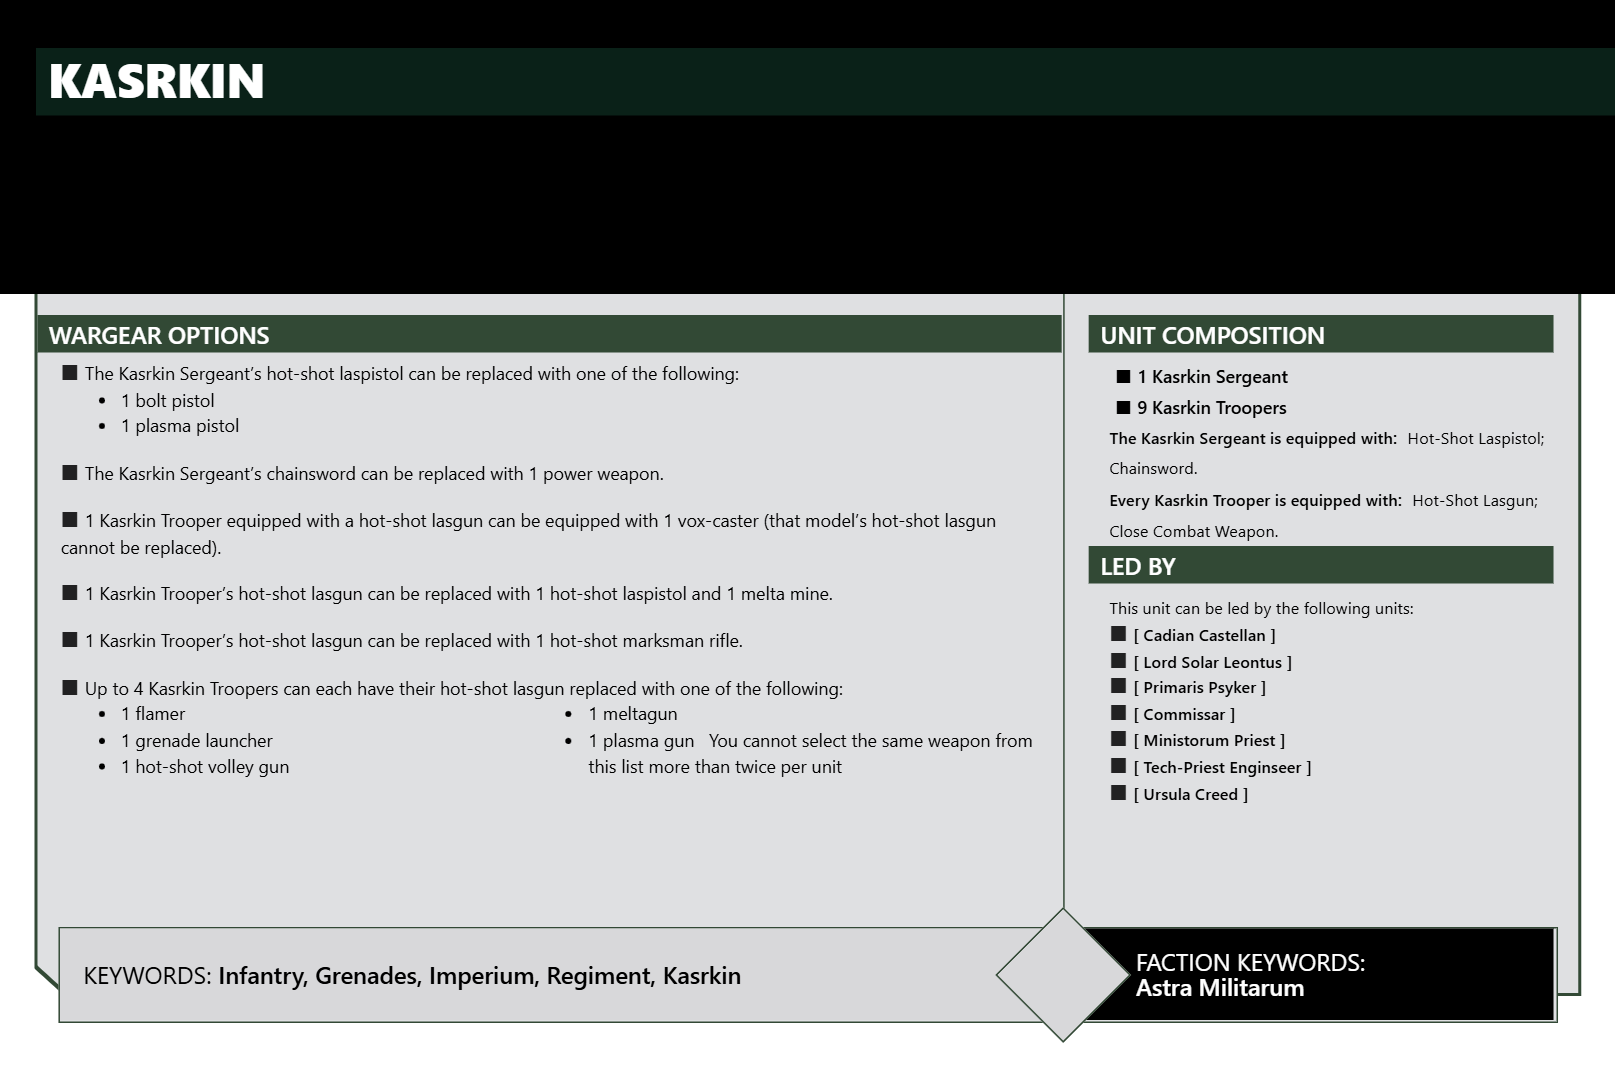 KASRKIN
WARGEAR OPTIONS
■ The Kasrkin Sergeant’s hot-shot laspistol can be replaced with one of the following:
• 1 bolt pistol
• 1 plasma pistol
■ The Kasrkin Sergeant’s chainsword can be replaced with 1 power weapon.
■ 1 Kasrkin Trooper equipped with a hot-shot lasgun can be equipped with 1 vox-caster (that model’s hot-shot lasgun
cannot be replaced).
■ 1 Kasrkin Trooper’s hot-shot lasgun can be replaced with 1 hot-shot laspistol and 1 melta mine.
■ 1 Kasrkin Trooper’s hot-shot lasgun can be replaced with 1 hot-shot marksman rifle.
■ Up to 4 Kasrkin Troopers can each have their hot-shot lasgun replaced with one of the following:
• 1 flamer
• 1 grenade launcher
• 1 hot-shot volley gun
• 1 meltagun
• 1 plasma gun You cannot select the same weapon from
this list more than twice per unit
UNIT COMPOSITION
■ 1 Kasrkin Sergeant
■ 9 Kasrkin Troopers
The Kasrkin Sergeant is equipped with: Hot-Shot Laspistol;
Chainsword.
Every Kasrkin Trooper is equipped with: Hot-Shot Lasgun;
Close Combat Weapon.
LED BY
This unit can be led by the following units:
■ [ Cadian Castellan ]
■ [ Lord Solar Leontus ]
■ [ Primaris Psyker ]
■ [ Commissar ]
■ [ Ministorum Priest ]
■ [ Tech-Priest Enginseer ]
■ [ Ursula Creed ]
KEYWORDS: Infantry, Grenades, Imperium, Regiment, Kasrkin
FACTION KEYWORDS:
Astra Militarum